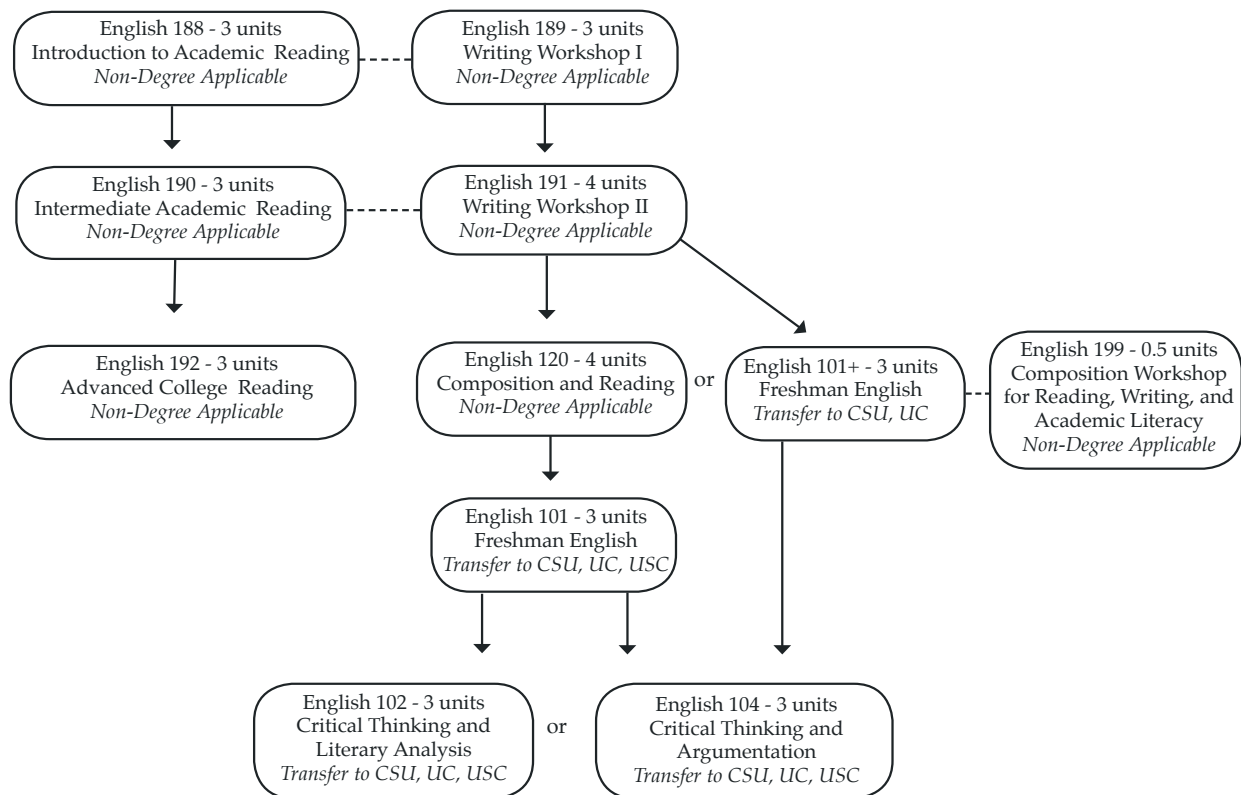 English 188 - 3 units
Introduction to Academic Reading
Non-Degree Applicable
English 189 - 3 units
Writing Workshop I
Non-Degree Applicable
English 190 - 3 units
Intermediate Academic Reading
Non-Degree Applicable
English 191 - 4 units
Writing Workshop II
Non-Degree Applicable
English 192 - 3 units
Advanced College Reading
Non-Degree Applicable
English 120 - 4 units
Composition and Reading
Non-Degree Applicable
or
English 101+ - 3 units
Freshman English
Transfer to CSU, UC
English 199 - 0.5 units
Composition Workshop
for Reading, Writing, and
Academic Literacy
Non-Degree Applicable
English 101 - 3 units
Freshman English
Transfer to CSU, UC, USC
English 102 - 3 units
Critical Thinking and
Literary Analysis
Transfer to CSU, UC, USC
or
English 104 - 3 units
Critical Thinking and
Argumentation
Transfer to CSU, UC, USC